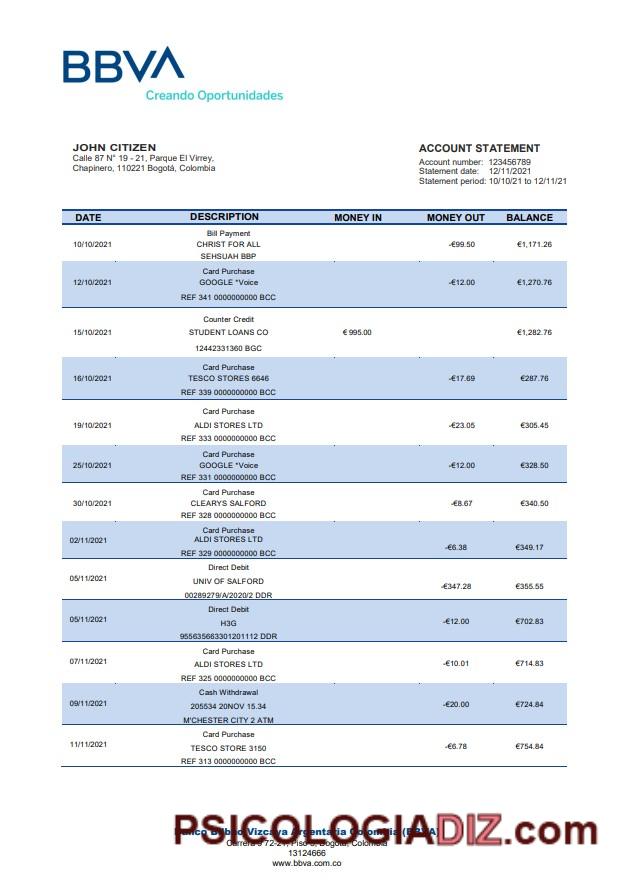 BBVA
Creando Oportunidades
JOHN CITIZEN
Calle 87 N° 19 - 21, Parque El Virrey,
Chapinero, 110221 Bogotá, Colombia
ACCOUNT STATEMENT
Account number: 123456789
Statement date: 12/11/2021
Statement period: 10/10/21 to 12/11/21
DATE DESCRIPTION MONEY IN MONEY OUT BALANCE
Bill Payment
10/10/2021 CHRIST FOR ALL -€99.50 €1,171.26
SEHSUAH BBP
Card Purchase
12/10/2021 GOOGLE *Voice -€12.00 €1,270.76
REF 341 0000000000 BCC
Counter Credit
15/10/2021 STUDENT LOANS CO € 995.00 €1,282.76
12442331360 BGC
Card Purchase
16/10/2021 TESCO STORES 6646 -€17.69 €287.76
REF 339 0000000000 BCC
Card Purchase
19/10/2021 ALDI STORES LTD -€23.05 €305.45
REF 333 0000000000 BCC
Card Purchase
25/10/2021 GOOGLE *Voice -€12.00 €328.50
REF 331 0000000000 BCC
Card Purchase
30/10/2021 CLEARYS SALFORD -€8.67 €340.50
REF 328 0000000000 BCC
Card Purchase
02/11/2021 ALDI STORES LTD -€6.38 €349.17
REF 329 0000000000 BCC
Direct Debit
05/11/2021 UNIV OF SALFORD -€347.28 €355.55
00289279/A/2020/2 DDR
Direct Debit
05/11/2021 H3G -€12.00 €702.83
955635663301201112 DDR
Card Purchase
07/11/2021 ALDI STORES LTD -€10.01 €714.83
REF 325 0000000000 BCC
Cash Withdrawal
09/11/2021 205534 20NOV 15.34 -€20.00 €724.84
M'CHESTER CITY 2 ATM
Card Purchase
11/11/2021 TESCO STORE 3150 -€6.78 €754.84
REF 313 0000000000 BCC
PSICOLOGIADIZ.com
Banco Bilbao Vizcaya Argentaria Colombia (BBVA)
Carrera 9 72-21, Piso 8, Bogotá, Colombia
13124666
www.bbva.com.co